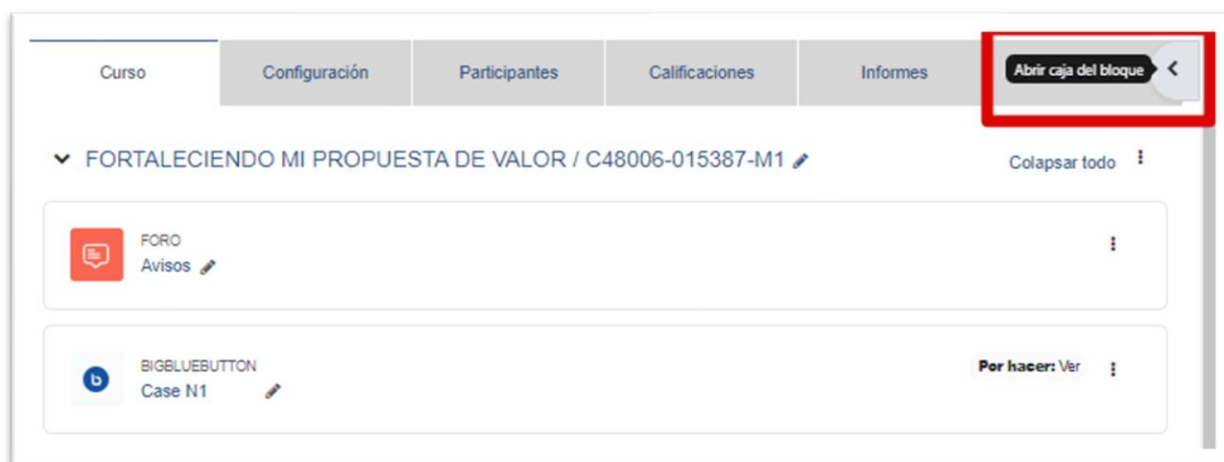 Curso Configuración Participantes Calificaciones Informes Abrir caja del bloque
FORTALECIENDO MI PROPUESTA DE VALOR / C48006-015387-M1 Colapsar todo
FORO
Avisos
BIGBLUEBUTTON
Case N1 Por hacer: Ver